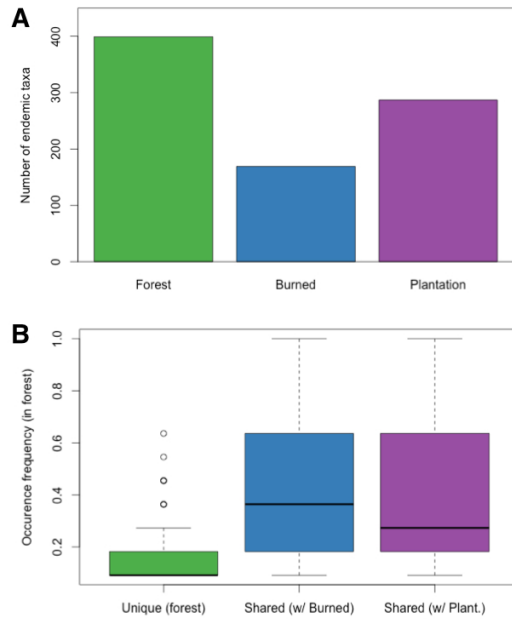 A
Number of endemic taxa
400
300
200
100
0
Forest Burned Plantation
B
Occurence frequency (in forest)
1.0
0.8
0.6
0.4
0.2
Unique (forest) Shared (w/ Burned) Shared (w/ Plant.)